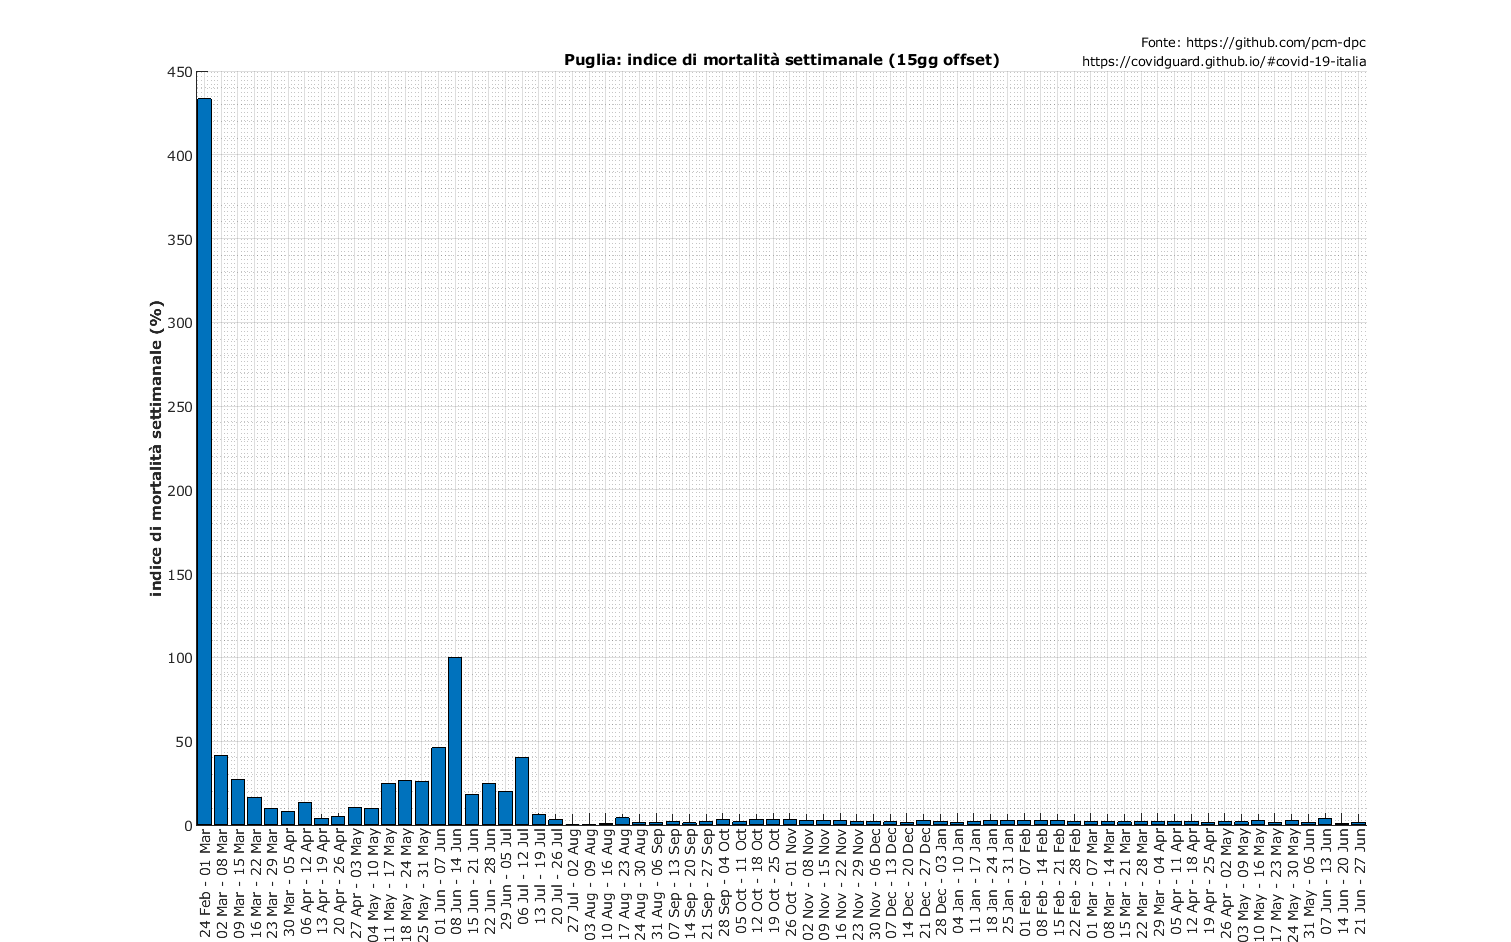 Fonte: https://github.com/pcm-dpc
Puglia: indice di mortalità settimanale (15gg offset)
https://covidguard.github.io/#covid-19-italia
indice di mortalità settimanale (%)
450
400
350
300
250
200
150
100
50
0
24 Feb - 01 Mar
02 Mar - 08 Mar
09 Mar - 15 Mar
16 Mar - 22 Mar
23 Mar - 29 Mar
30 Mar - 05 Apr
06 Apr - 12 Apr
13 Apr - 19 Apr
20 Apr - 26 Apr
27 Apr - 03 May
04 May - 10 May
11 May - 17 May
18 May - 24 May
25 May - 31 May
01 Jun - 07 Jun
08 Jun - 14 Jun
15 Jun - 21 Jun
22 Jun - 28 Jun
29 Jun - 05 Jul
06 Jul - 12 Jul
13 Jul - 19 Jul
20 Jul - 26 Jul
27 Jul - 02 Aug
03 Aug - 09 Aug
10 Aug - 16 Aug
17 Aug - 23 Aug
24 Aug - 30 Aug
31 Aug - 06 Sep
07 Sep - 13 Sep
14 Sep - 20 Sep
21 Sep - 27 Sep
28 Sep - 04 Oct
05 Oct - 11 Oct
12 Oct - 18 Oct
19 Oct - 25 Oct
26 Oct - 01 Nov
02 Nov - 08 Nov
09 Nov - 15 Nov
16 Nov - 22 Nov
23 Nov - 29 Nov
30 Nov - 06 Dec
07 Dec - 13 Dec
14 Dec - 20 Dec
21 Dec - 27 Dec
28 Dec - 03 Jan
04 Jan - 10 Jan
11 Jan - 17 Jan
18 Jan - 24 Jan
25 Jan - 31 Jan
01 Feb - 07 Feb
08 Feb - 14 Feb
15 Feb - 21 Feb
22 Feb - 28 Feb
01 Mar - 07 Mar
08 Mar - 14 Mar
15 Mar - 21 Mar
22 Mar - 28 Mar
29 Mar - 04 Apr
05 Apr - 11 Apr
12 Apr - 18 Apr
19 Apr - 25 Apr
26 Apr - 02 May
03 May - 09 May
10 May - 16 May
17 May - 23 May
24 May - 30 May
31 May - 06 Jun
07 Jun - 13 Jun
14 Jun - 20 Jun
21 Jun - 27 Jun